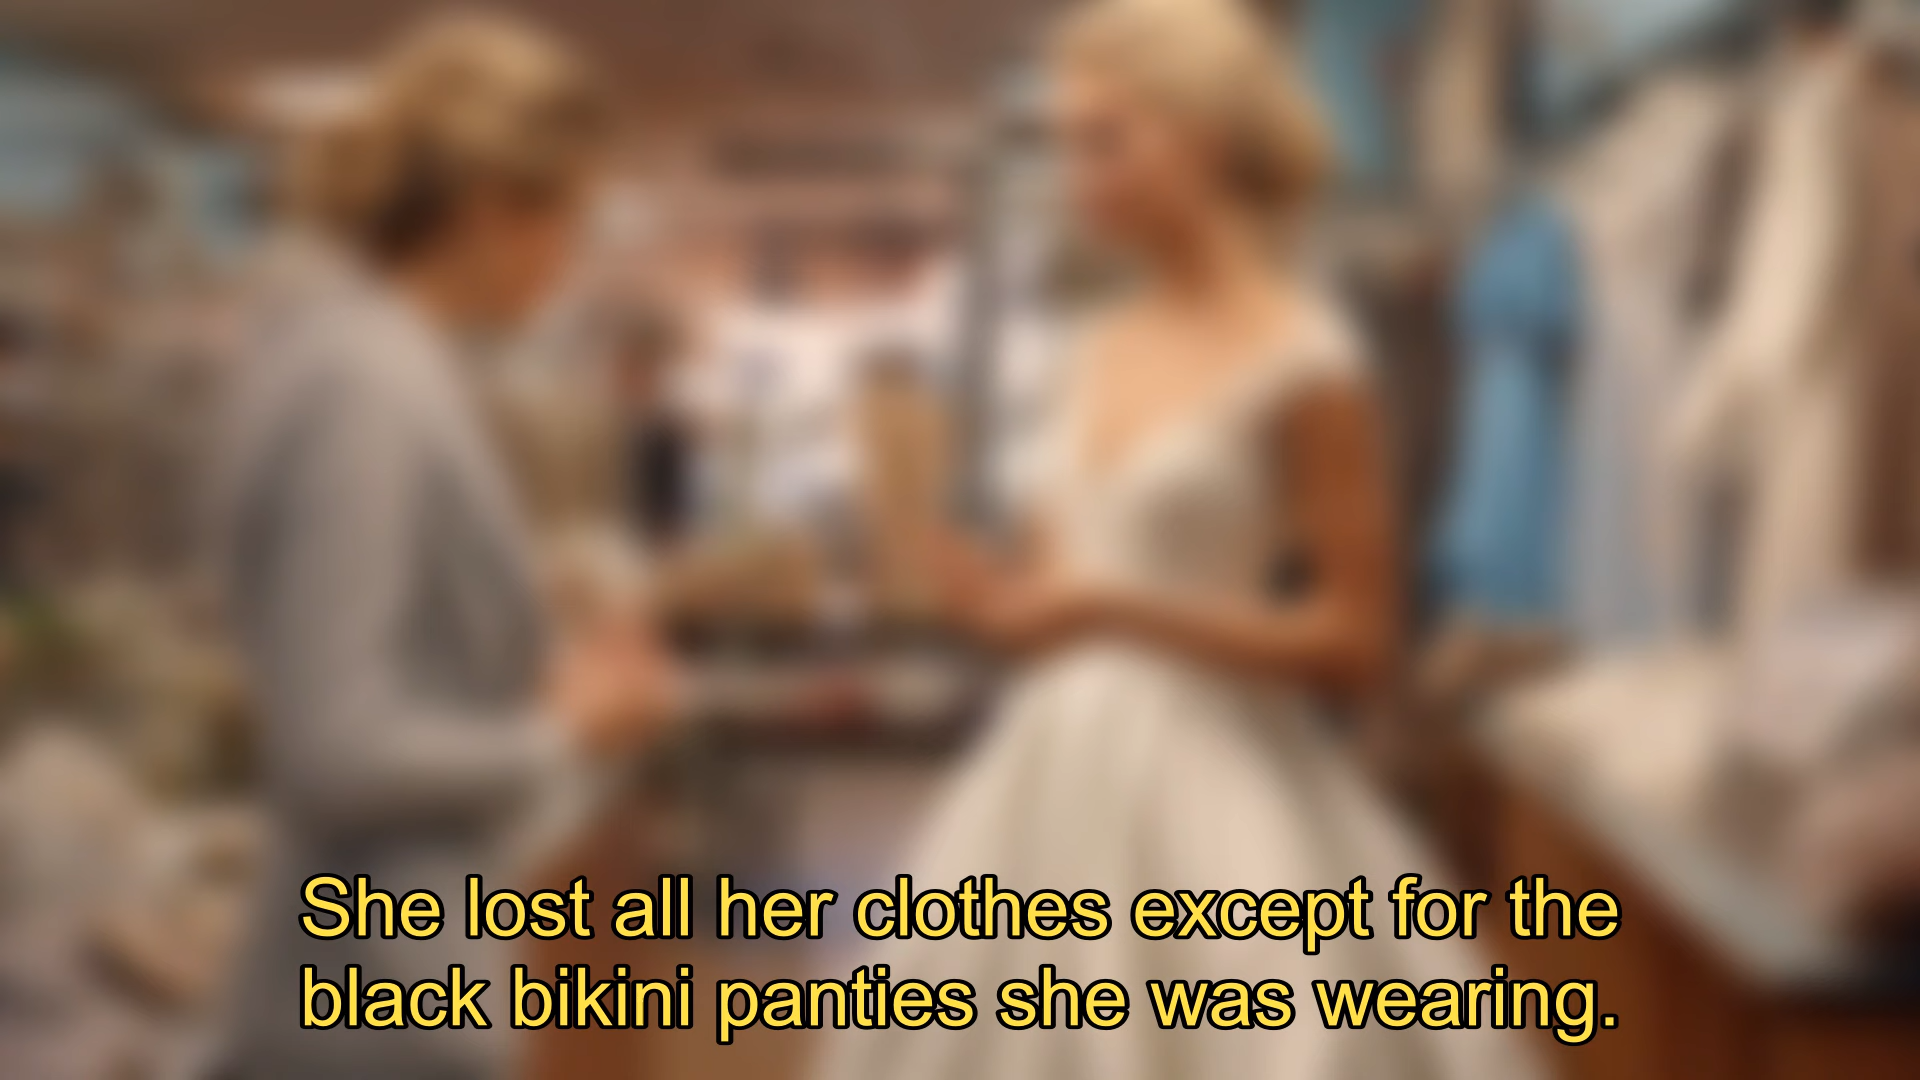 She lost all her clothes except for the
black bikini panties she was wearing.